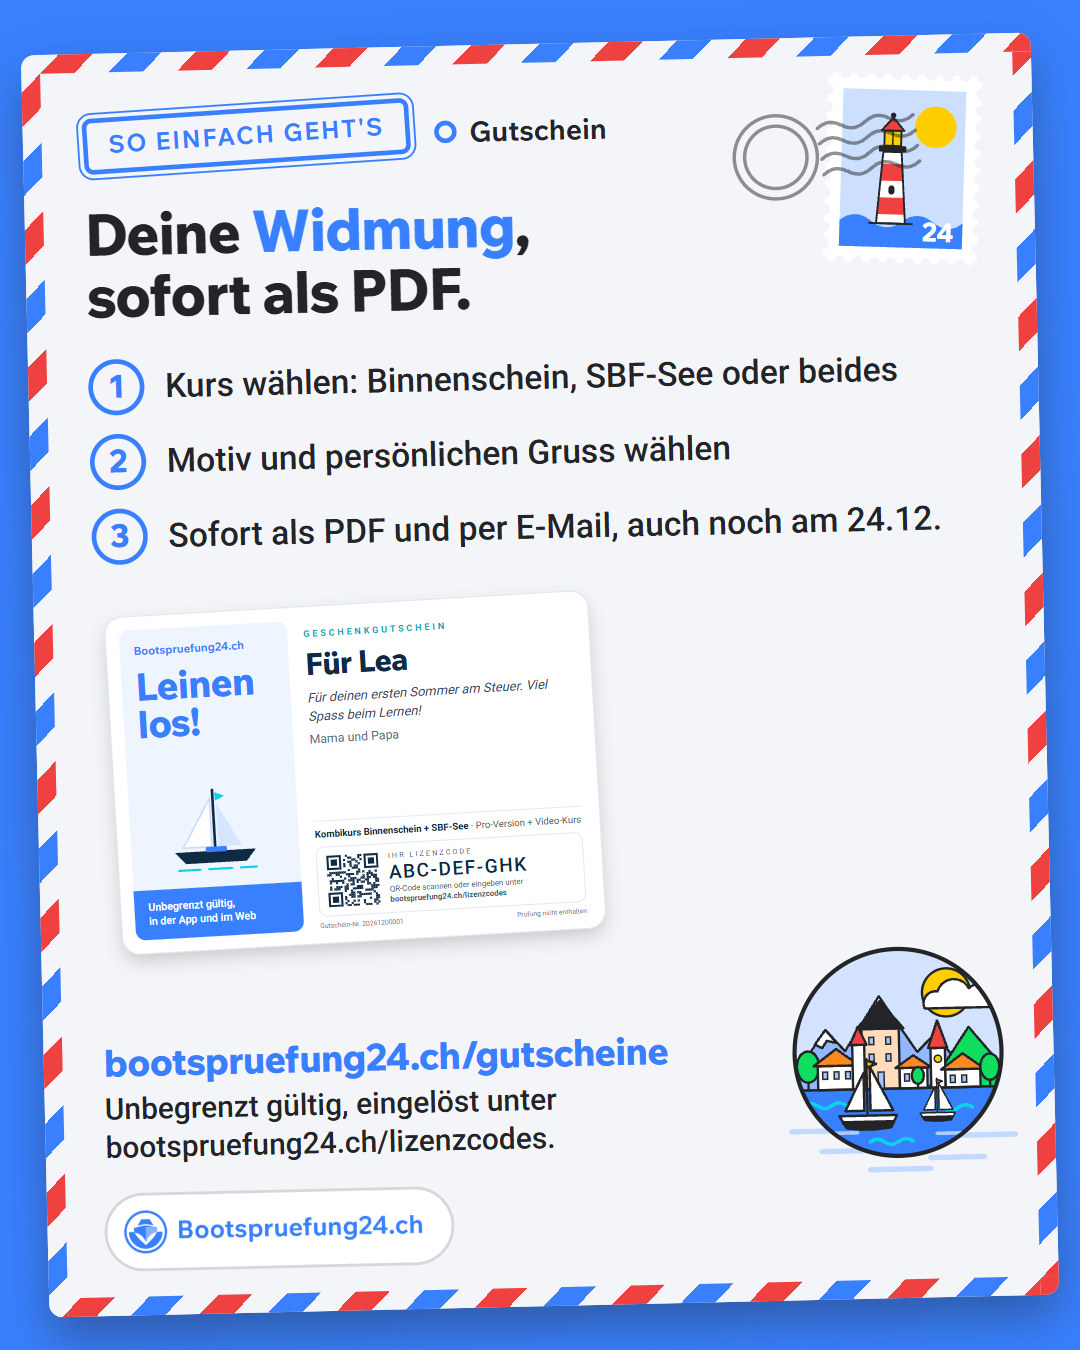 SO EINFACH GEHT'S
Gutschein
24
Deine Widmung,
sofort als PDF.
1 Kurs wählen: Binnenschein, SBF-See oder beides
2 Motiv und persönlichen Gruss wählen
3 Sofort als PDF und per E-Mail, auch noch am 24.12.
Bootspruefung24.ch
Leinen
los!
Unbegrenzt gültig,
in der App und im Web
GESCHENKGUTSCHEIN
Für Lea
Für deinen ersten Sommer am Steuer. Viel
Spass beim Lernen!
Mama und Papa
Kombikurs Binnenschein + SBF-See · Pro-Version + Video-Kurs
IHR LIZENZCODE
ABC-DEF-GHK
QR-Code scannen oder eingeben unter
bootspruefung24.ch/lizenzcodes
Gutschein-Nr. 20261200001
Prüfung nicht enthalten
bootspruefung24.ch/gutscheine
Unbegrenzt gültig, eingelöst unter
bootspruefung24.ch/lizenzcodes.
Bootspruefung24.ch